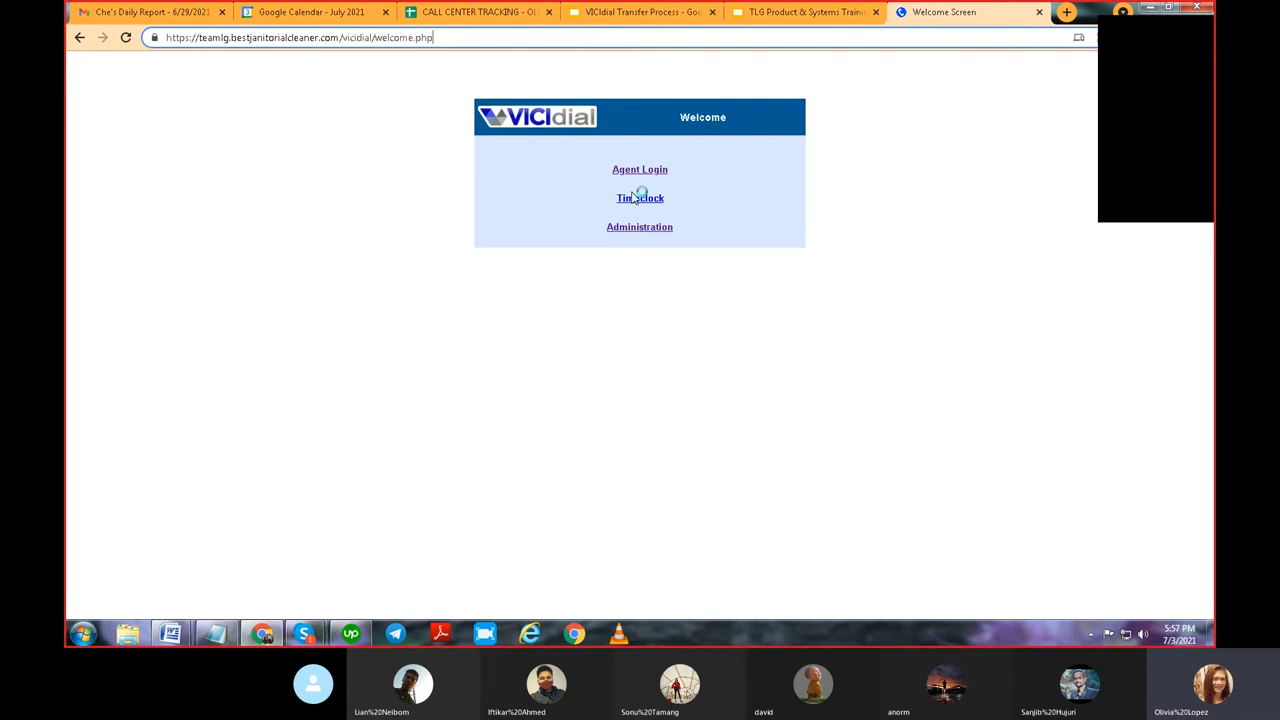 Che's Daily Report - 6/29/2021
Google Calendar - July 2021
CALL CENTER TRACKING - OL
VICIdial Transfer Process - Goo
TLG Product & Systems Traini
Welcome Screen
https://teamlg.bestjanitorialcleaner.com/vicidial/welcome.php
VICIdial
Welcome
Agent Login
Timeclock
Administration
5:57 PM
7/3/2021
Lian%20Neibom
Iftikar%20Ahmed
Sonu%20Tamang
david
anorm
Sanjib%20Hujuri
Olivia%20Lopez